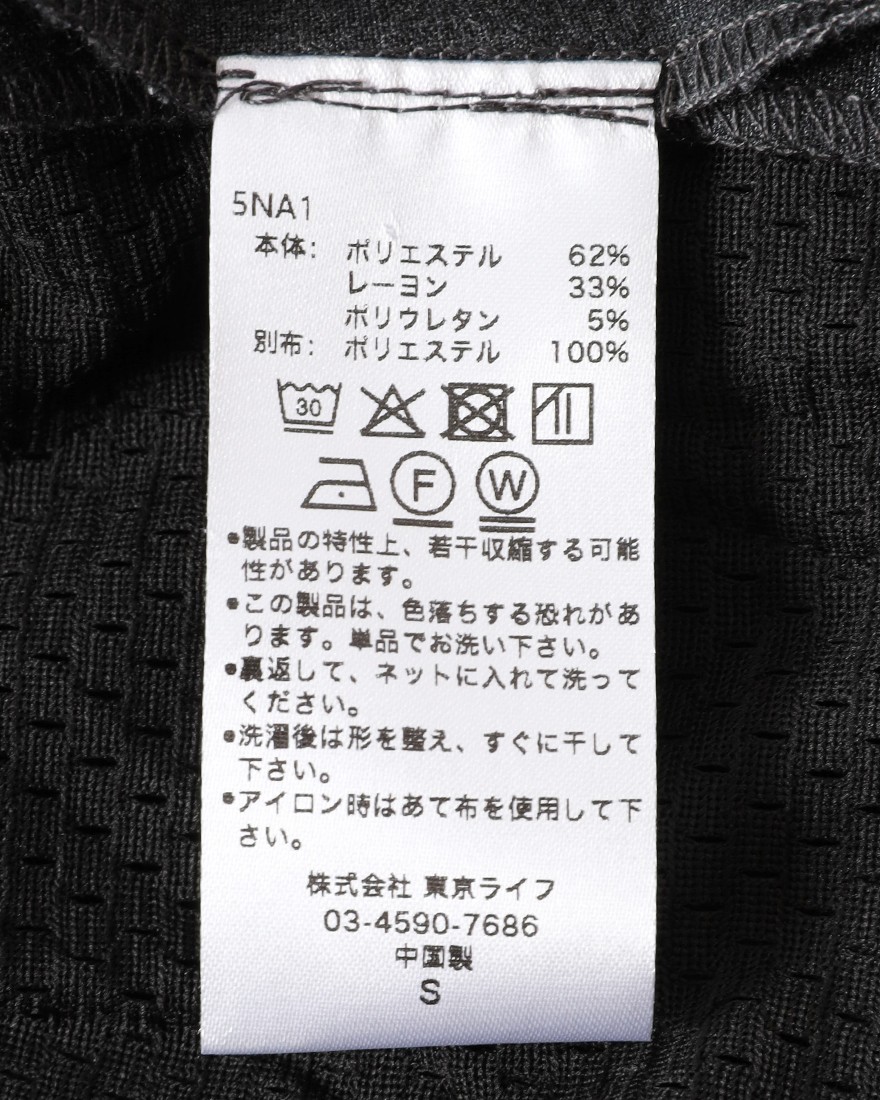 5NA1
本体: ポリエステル 62%
レーヨン 33%
ポリウレタン 5%
別布: ポリエステル 100%
30
F W
●製品の特性上、若干収縮する可能
性があります。
●この製品は、色落ちする恐れがあ
ります。単品でお洗い下さい。
●裏返して、ネットに入れて洗って
ください。
●洗濯後は形を整え、すぐに干して
下さい。
●アイロン時はあて布を使用して下
さい。
株式会社 東京ライフ
03-4590-7686
中国製
S